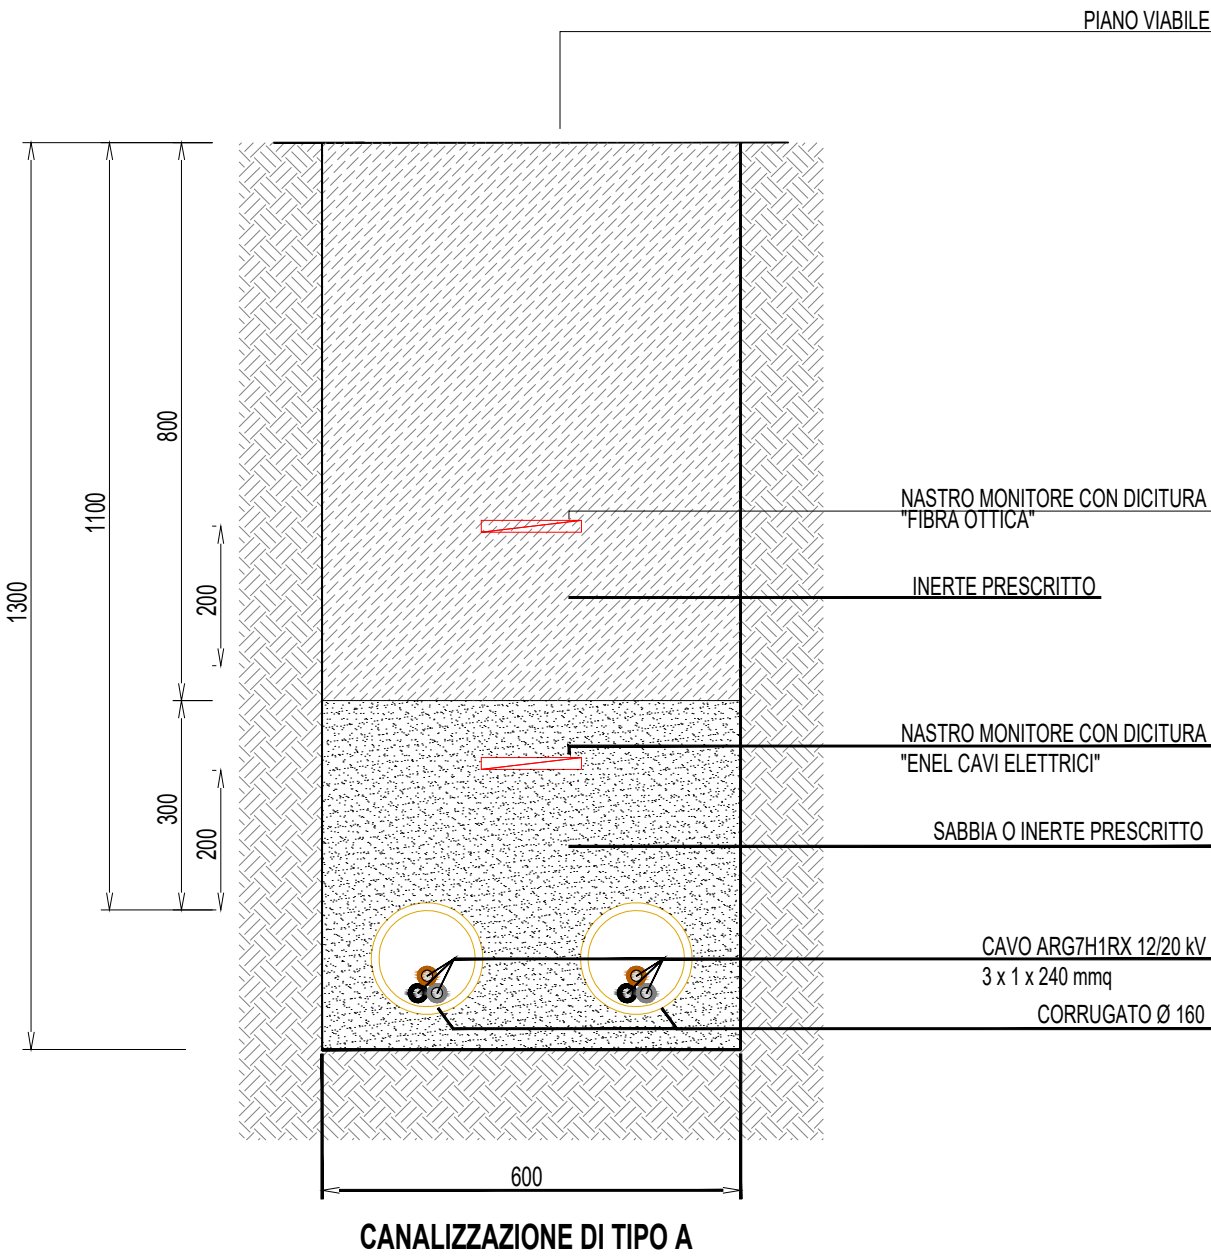 PIANO VIABILE
800
1100
NASTRO MONITORE CON DICITURA
"FIBRA OTTICA"
1300
200
INERTE PRESCRITTO
NASTRO MONITORE CON DICITURA
"ENEL CAVI ELETTRICI"
300
200
SABBIA O INERTE PRESCRITTO
CAVO ARG7H1RX 12/20 kV
3 x 1 x 240 mmq
CORRUGATO Ø 160
600
CANALIZZAZIONE DI TIPO A